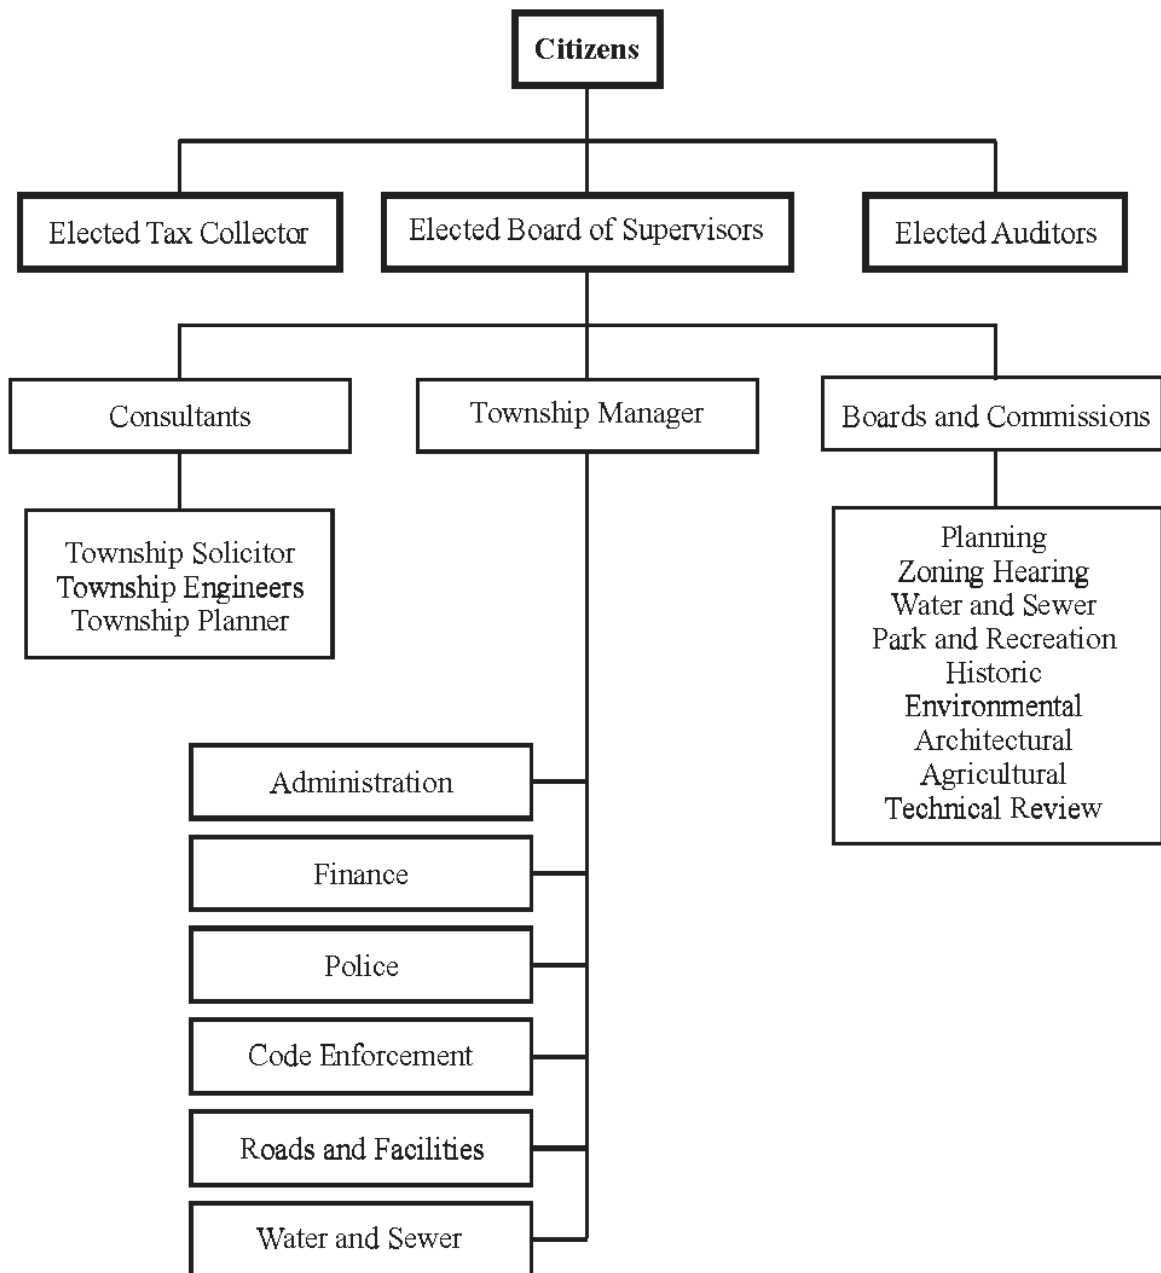 Citizens
Elected Tax Collector
Elected Board of Supervisors
Elected Auditors
Consultants
Township Manager
Boards and Commissions
Township Solicitor
Township Engineers
Township Planner
Planning
Zoning Hearing
Water and Sewer
Park and Recreation
Historic
Environmental
Architectural
Agricultural
Technical Review
Administration
Finance
Police
Code Enforcement
Roads and Facilities
Water and Sewer